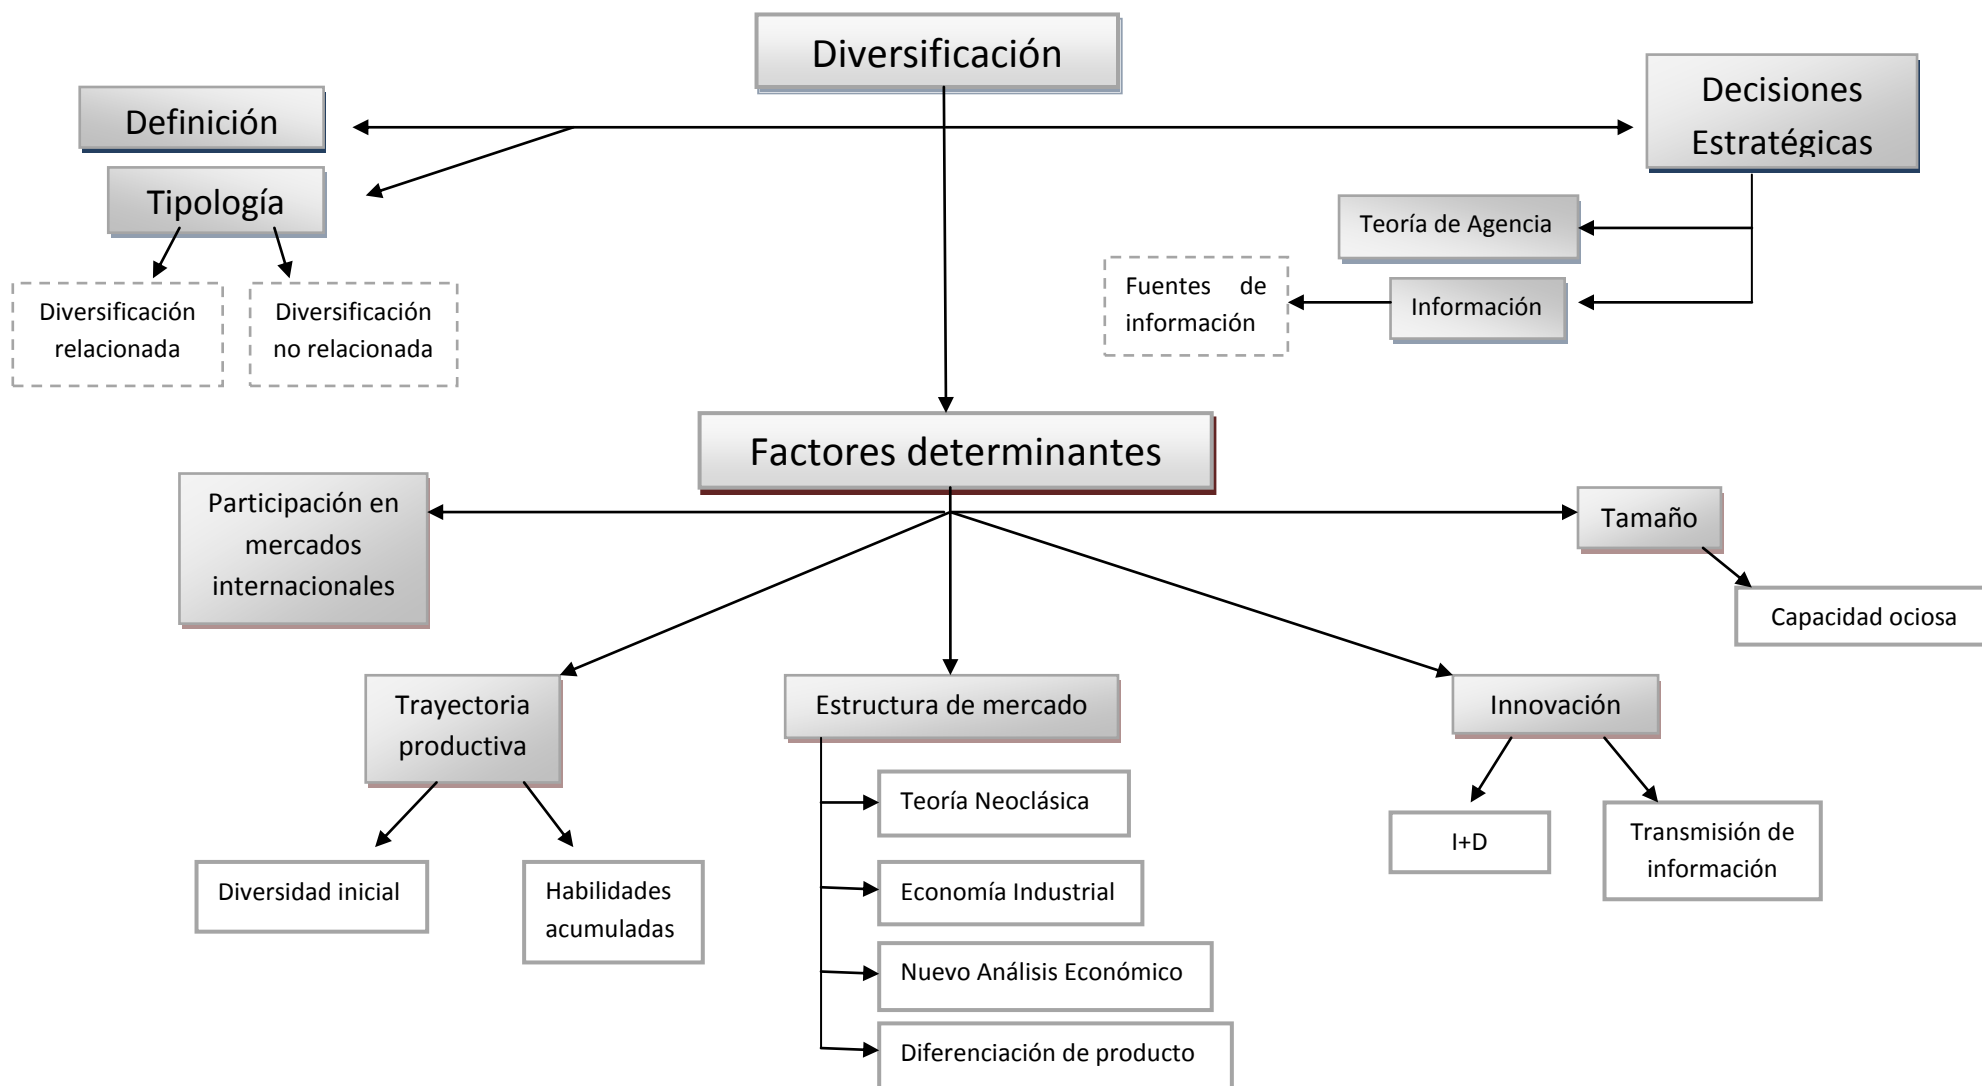 Diversificación
Definición
Decisiones
Estratégicas
Tipología
Diversificación
relacionada
Diversificación
no relacionada
Teoría de Agencia
Fuentes de
información
Información
Factores determinantes
Participación en
mercados
internacionales
Tamaño
Capacidad ociosa
Trayectoria
productiva
Estructura de mercado
Innovación
Diversidad inicial
Habilidades
acumuladas
Teoría Neoclásica
Economía Industrial
Nuevo Análisis Económico
Diferenciación de producto
I+D
Transmisión de
información